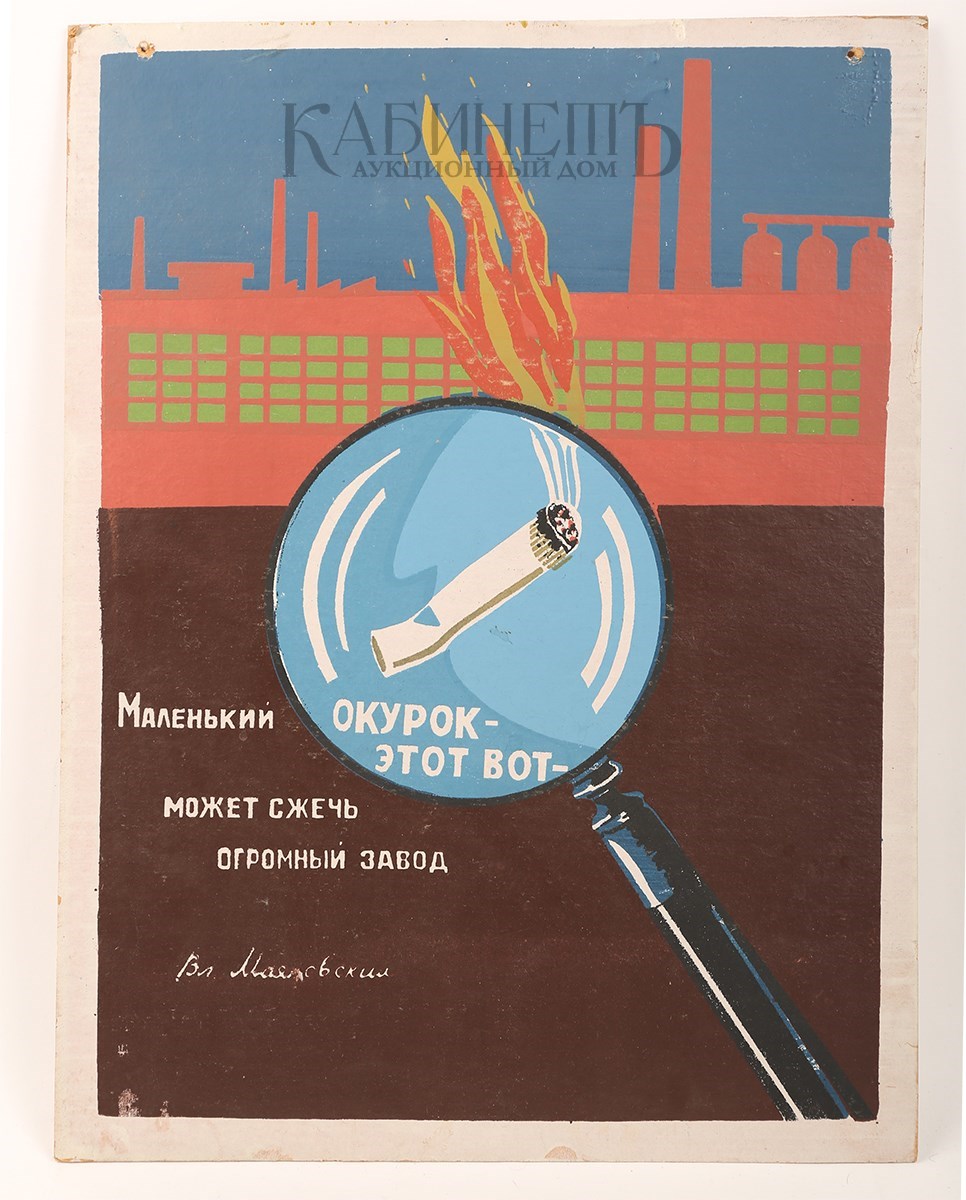 КАБИНЕТЪ
АУКЦИОННЫЙ ДОМ
Маленький ОКУРОК-
ЭТОТ ВОТ-
МОЖЕТ СЖЕЧЬ
ОГРОМНЫЙ ЗАВОД
Вл. Маяковский